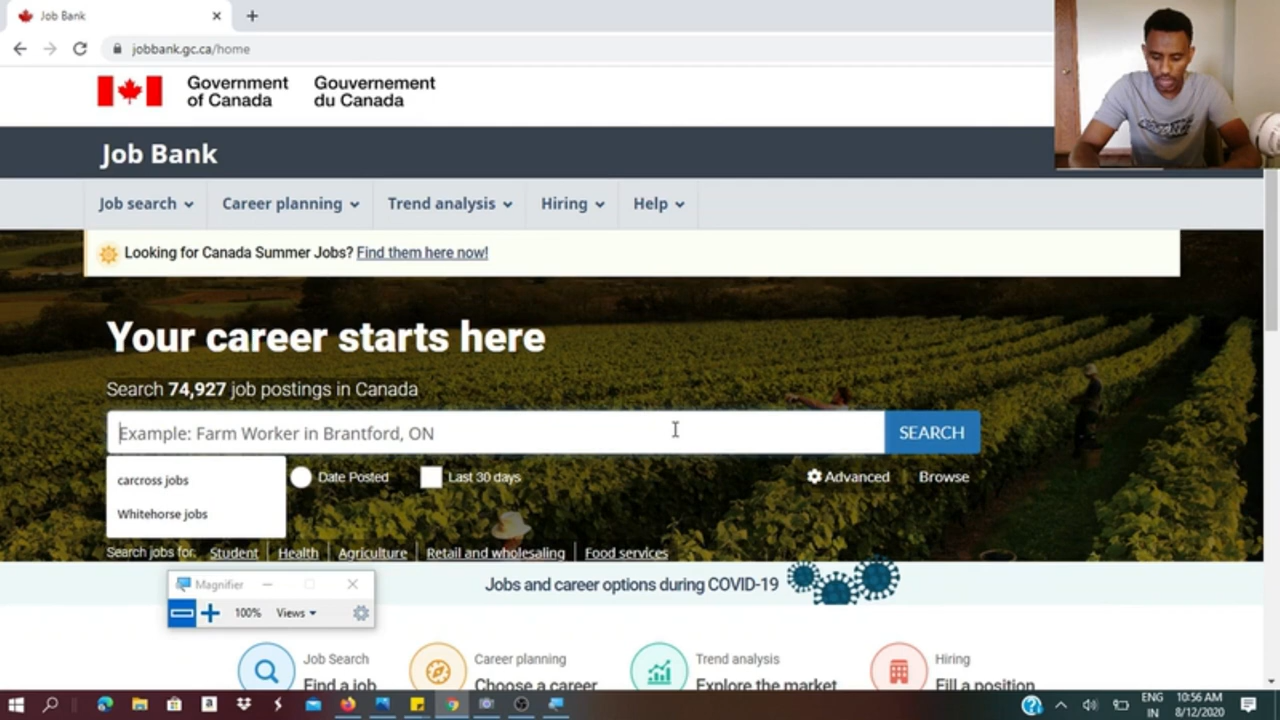 Job Bank
jobbank.gc.ca/home
Government of Canada
Gouvernement du Canada
Job Bank
Job search
Career planning
Trend analysis
Hiring
Help
Looking for Canada Summer Jobs? Find them here now!
Your career starts here
Search 74,927 job postings in Canada
Example: Farm Worker in Brantford, ON
SEARCH
carcross jobs
Whitehorse jobs
Date Posted
Last 30 days
Advanced
Browse
Search jobs for:
Student
Health
Agriculture
Retail and wholesaling
Food services
Magnifier
100%
Views
Jobs and career options during COVID-19
Job Search
Find a job
Career planning
Choose a career
Trend analysis
Explore the market
Hiring
Fill a position
ENG
IN
10:56 AM
8/12/2020